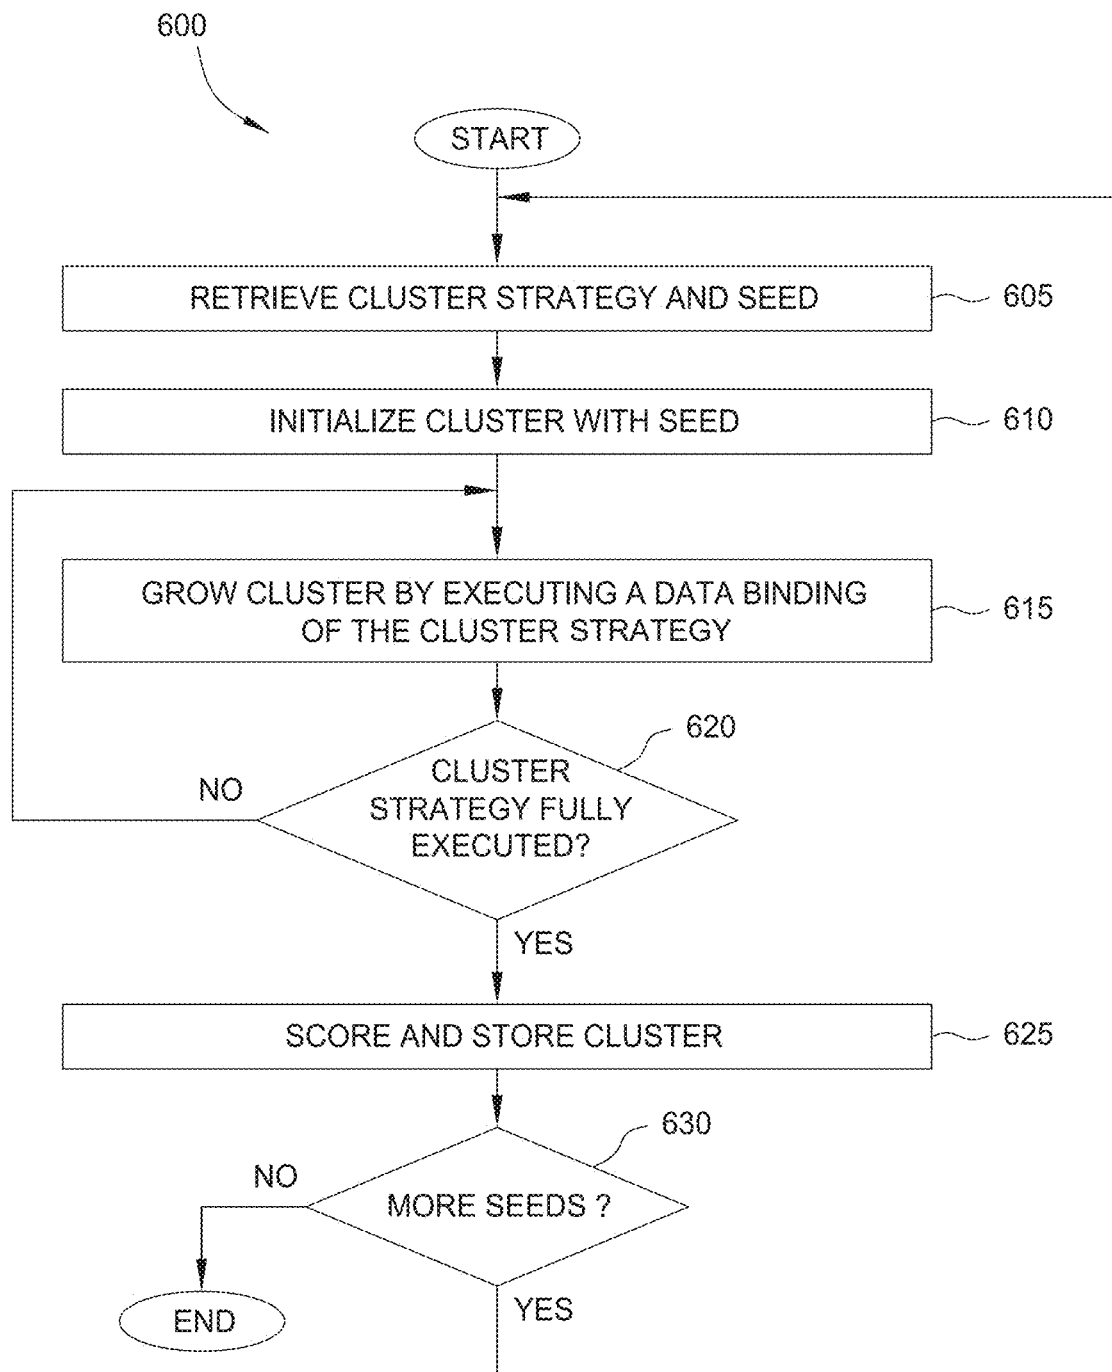 600
START
RETRIEVE CLUSTER STRATEGY AND SEED
605
INITIALIZE CLUSTER WITH SEED
610
GROW CLUSTER BY EXECUTING A DATA BINDING
OF THE CLUSTER STRATEGY
615
620
CLUSTER
STRATEGY FULLY
EXECUTED?
NO
YES
SCORE AND STORE CLUSTER
625
630
NO
MORE SEEDS ?
YES
END